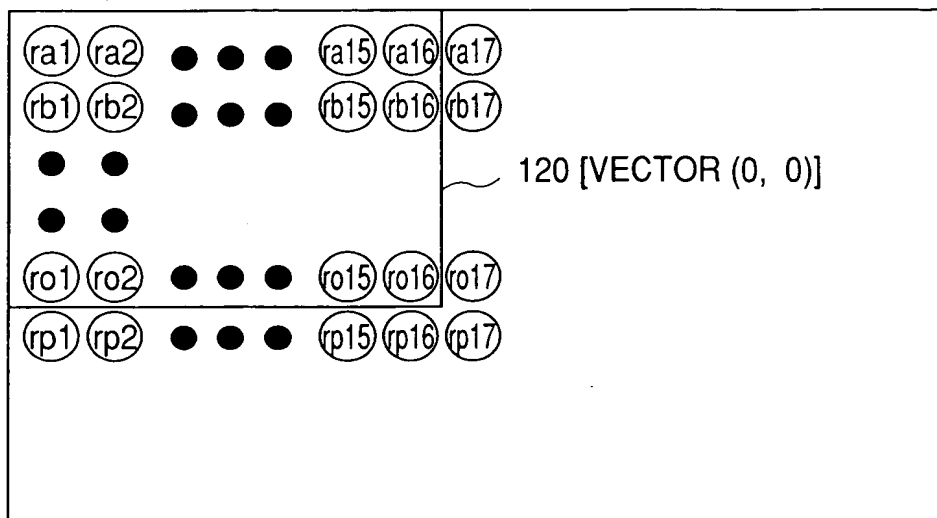 ra1 ra2 ra15 ra16 ra17
rb1 rb2 rb15 rb16 rb17
120 [VECTOR (0, 0)]
ro1 ro2 ro15 ro16 ro17
rp1 rp2 rp15 rp16 rp17